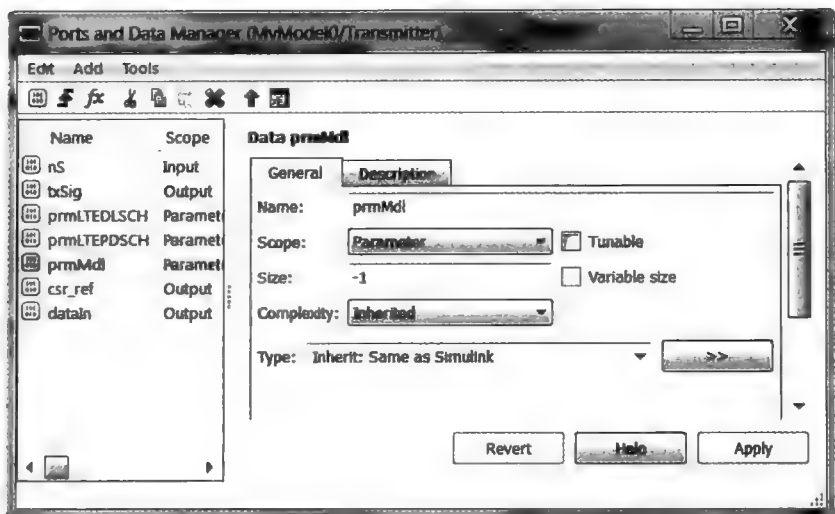 Ports and Data Manager (MyModel0/Transmitter)
Edit Add Tools
fx
Name Scope
nS Input
txSig Output
prmLTEDLSCH Paramet
prmLTEPDSCH Paramet
prmMdl Paramet
csr_ref Output
dataIn Output
Data prmMdl
General Description
Name: prmMdl
Scope: Parameter Tunable
Size: -1 Variable size
Complexity: Inherited
Type: Inherit: Same as Simulink >>
Revert Help Apply